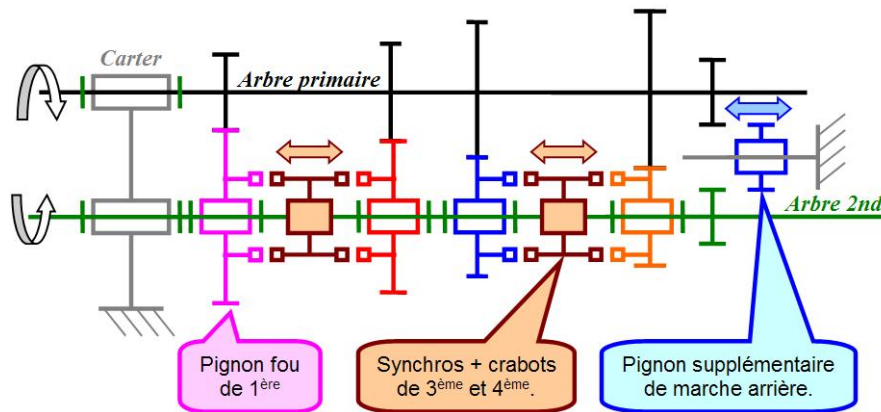 Carter
Arbre primaire
Arbre 2nd
Pignon fou
de 1ère
Synchros + crabots
de 3ème et 4ème.
Pignon supplémentaire
de marche arrière.